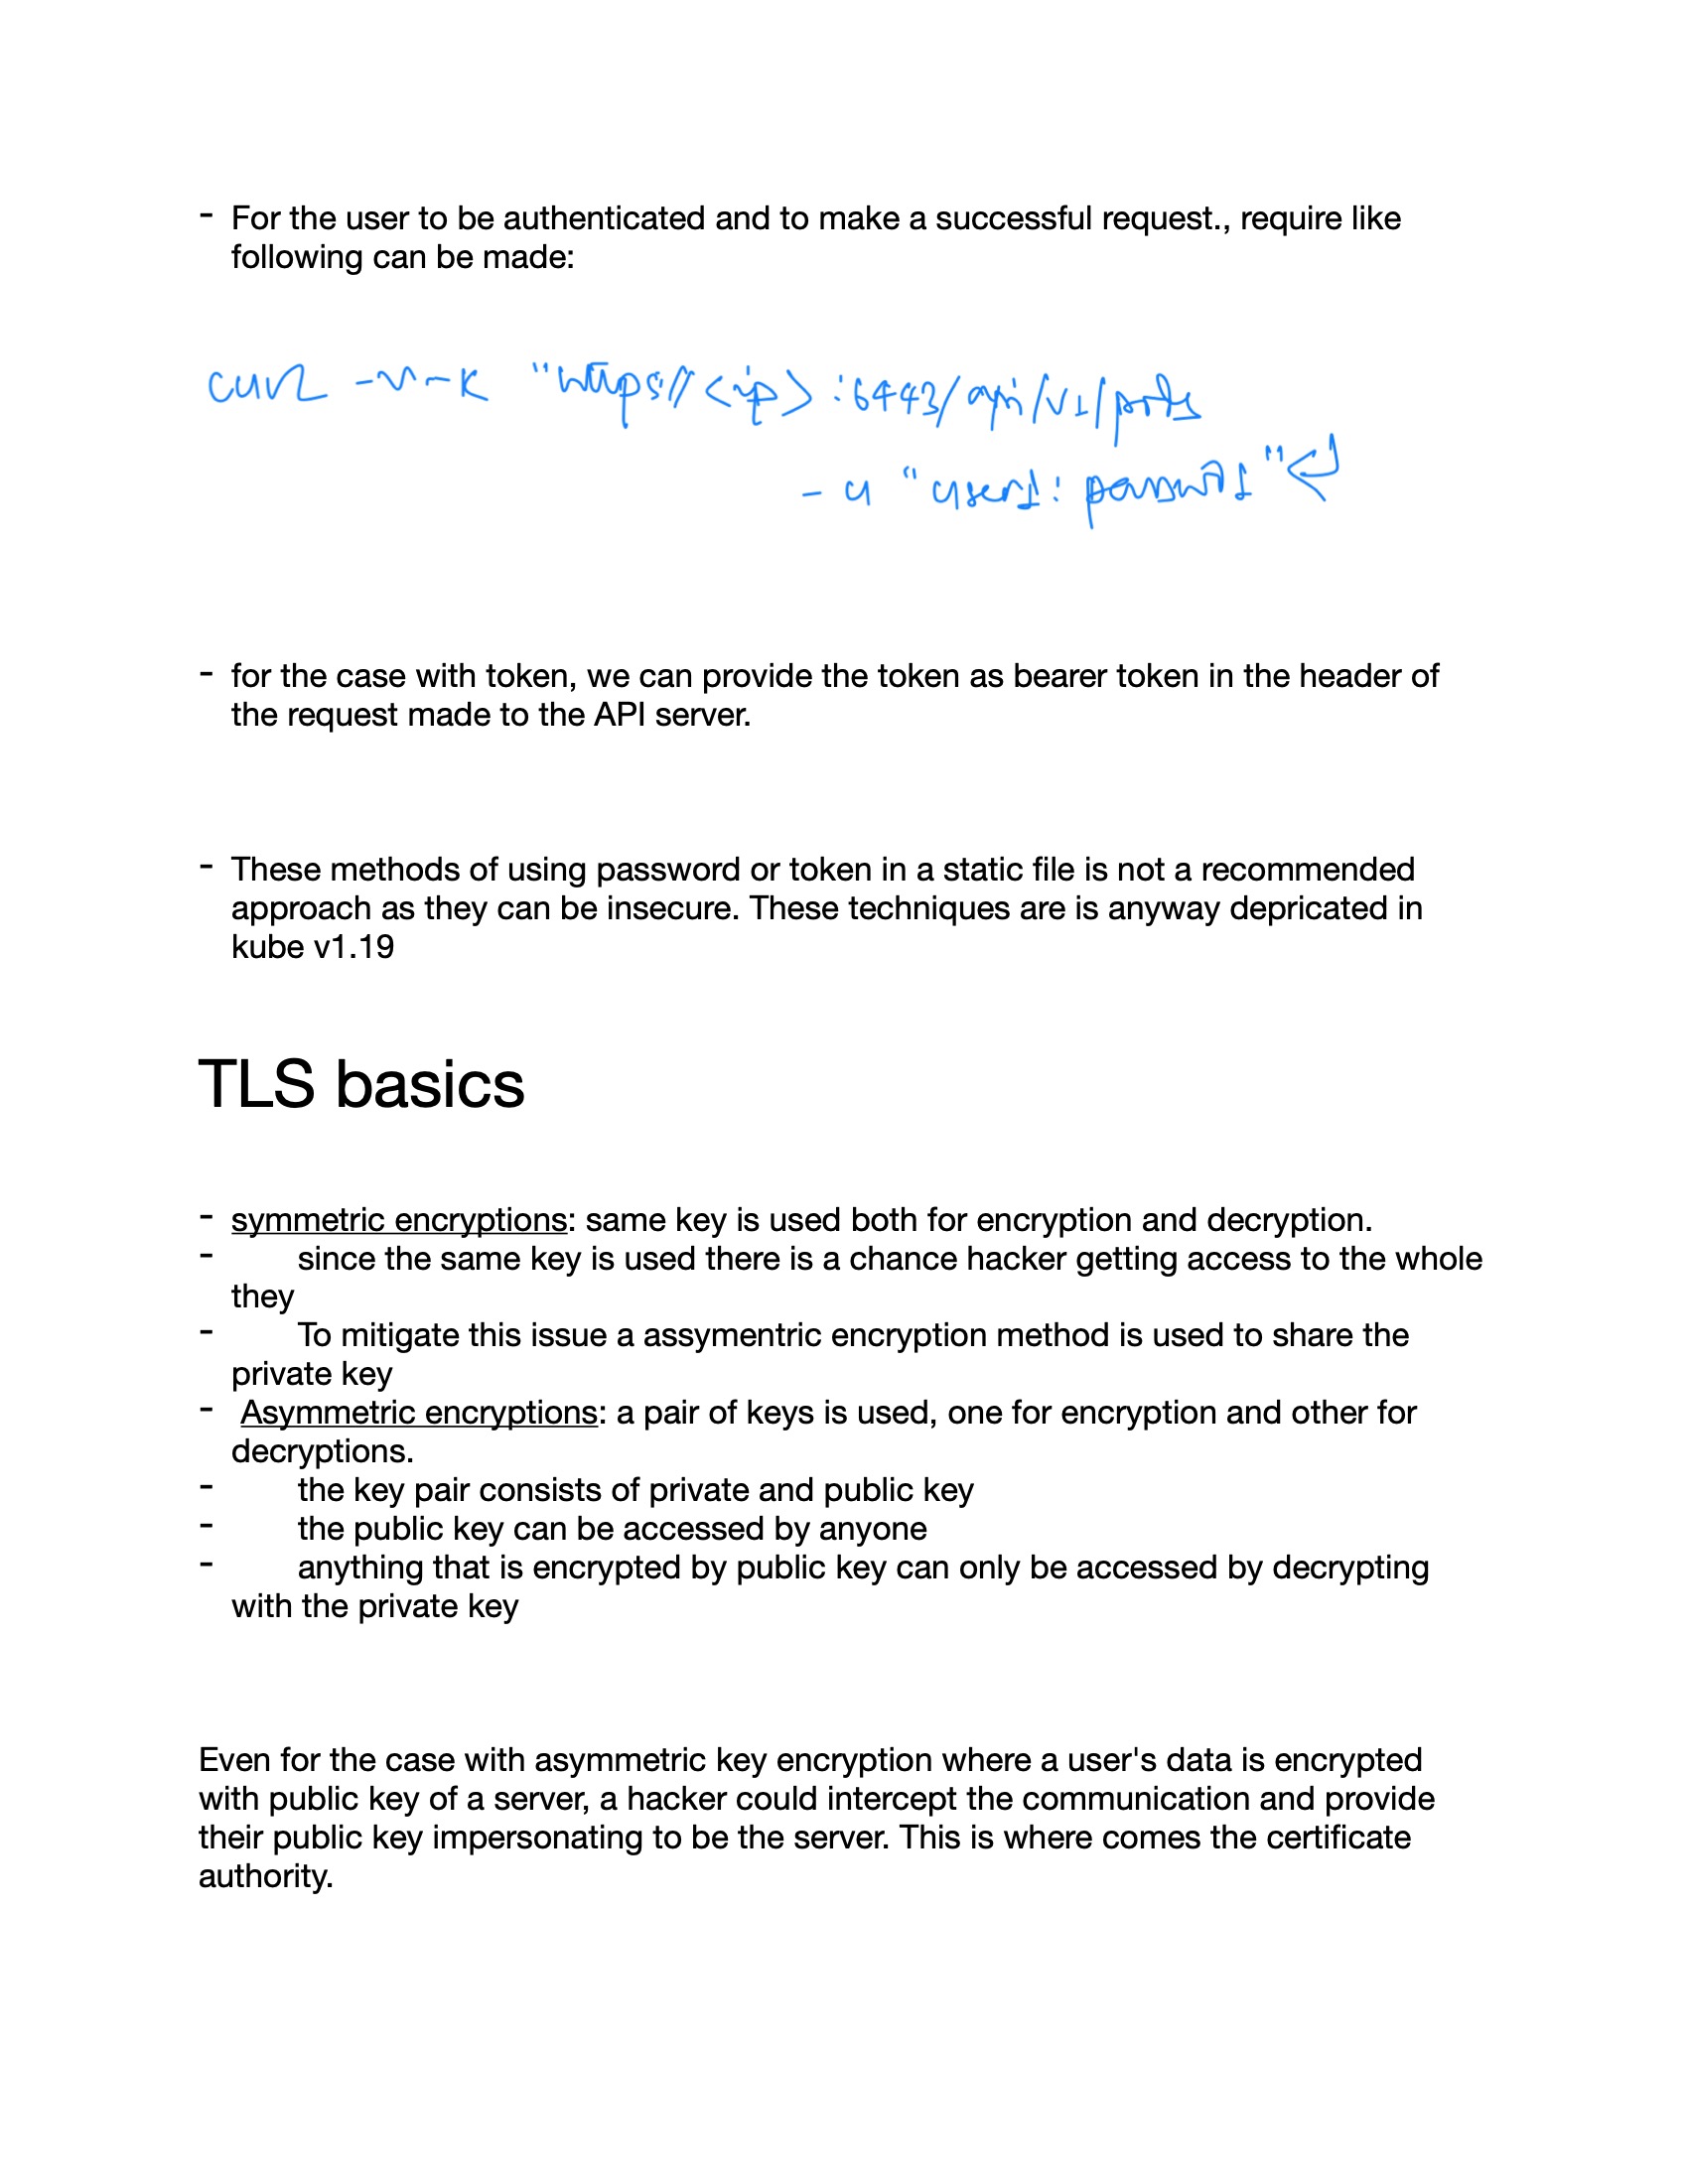 - For the user to be authenticated and to make a successful request., require like
following can be made:
curl -v -k "https://<ip>:6443/api/v1/pods
-u "user1:passwd1"
- for the case with token, we can provide the token as bearer token in the header of
the request made to the API server.
- These methods of using password or token in a static file is not a recommended
approach as they can be insecure. These techniques are is anyway depricated in
kube v1.19
TLS basics
- symmetric encryptions: same key is used both for encryption and decryption.
- since the same key is used there is a chance hacker getting access to the whole
they
- To mitigate this issue a assymentric encryption method is used to share the
private key
- Asymmetric encryptions: a pair of keys is used, one for encryption and other for
decryptions.
- the key pair consists of private and public key
- the public key can be accessed by anyone
- anything that is encrypted by public key can only be accessed by decrypting
with the private key
Even for the case with asymmetric key encryption where a user's data is encrypted
with public key of a server, a hacker could intercept the communication and provide
their public key impersonating to be the server. This is where comes the certificate
authority.